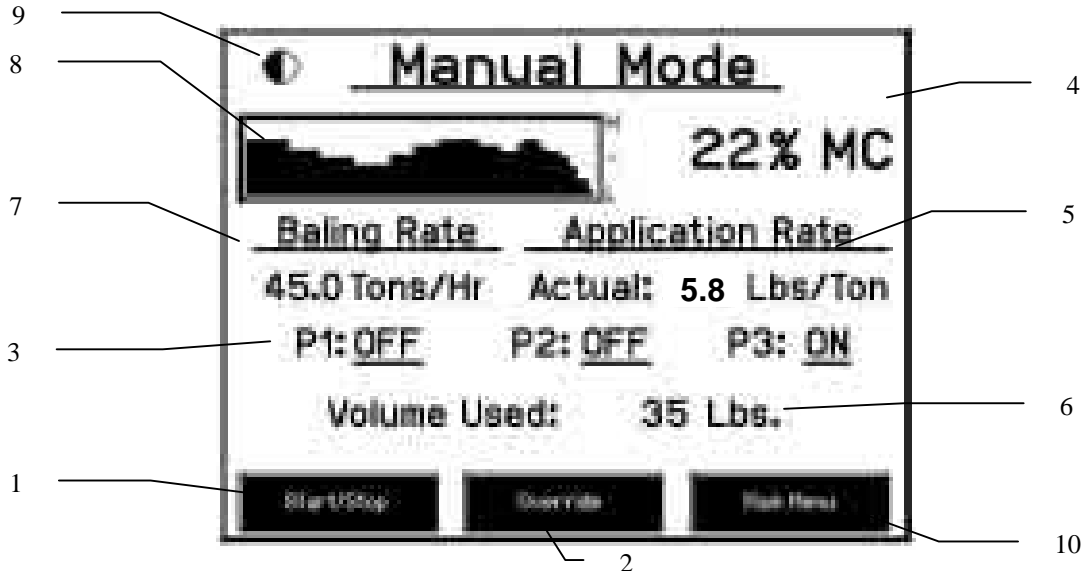 9
Manual Mode
8
4
22% MC
7
5
Baling Rate Application Rate
45.0 Tons/Hr Actual: 5.8 Lbs/Ton
3
P1: OFF P2: OFF P3: ON
6
Volume Used: 35 Lbs.
1
Start/Stop Override Main Menu
2
10